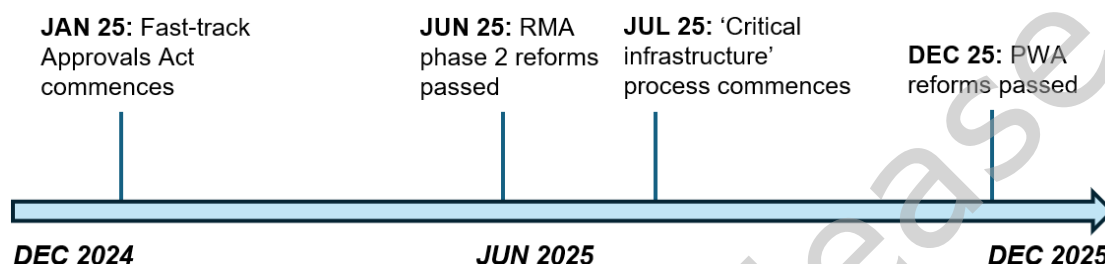 JAN 25: Fast-track
Approvals Act
commences
JUN 25: RMA
phase 2 reforms
passed
JUL 25: ‘Critical
infrastructure’
process commences
DEC 25: PWA
reforms passed
DEC 2024
JUN 2025
DEC 2025
ease